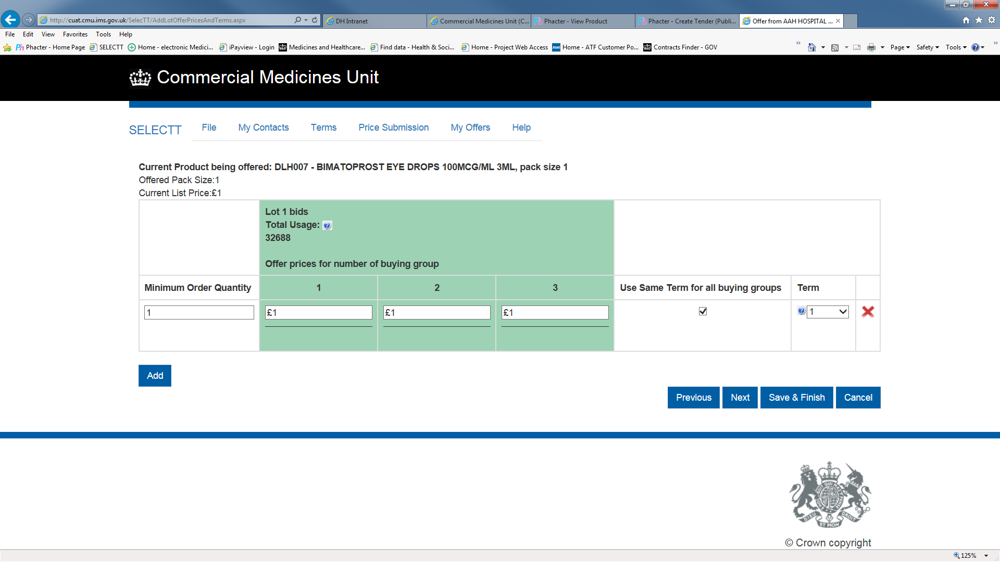 http://cuat.cmu.ims.gov.uk/SelecTT/AddLotOfferPricesAndTerms.aspx
DH Intranet
Commercial Medicines Unit (C...
Phacter - View Product
Phacter - Create Tender (Publi...
Offer from AAH HOSPITAL ...
File Edit View Favorites Tools Help
Ph Phacter - Home Page SELECTT Home - electronic Medici... iPayview - Login Medicines and Healthcare... Find data - Health & Soci... Home - Project Web Access Home - ATF Customer Po... Contracts Finder - GOV Page Safety Tools
Commercial Medicines Unit
SELECTT File My Contacts Terms Price Submission My Offers Help
Current Product being offered: DLH007 - BIMATOPROST EYE DROPS 100MCG/ML 3ML, pack size 1
Offered Pack Size:1
Current List Price:£1
Lot 1 bids
Total Usage:
32688
Offer prices for number of buying group
Minimum Order Quantity 1 2 3 Use Same Term for all buying groups Term
1 £1 £1 £1 1
Add
Previous Next Save & Finish Cancel
DIEU ET MON DROIT
© Crown copyright
125%